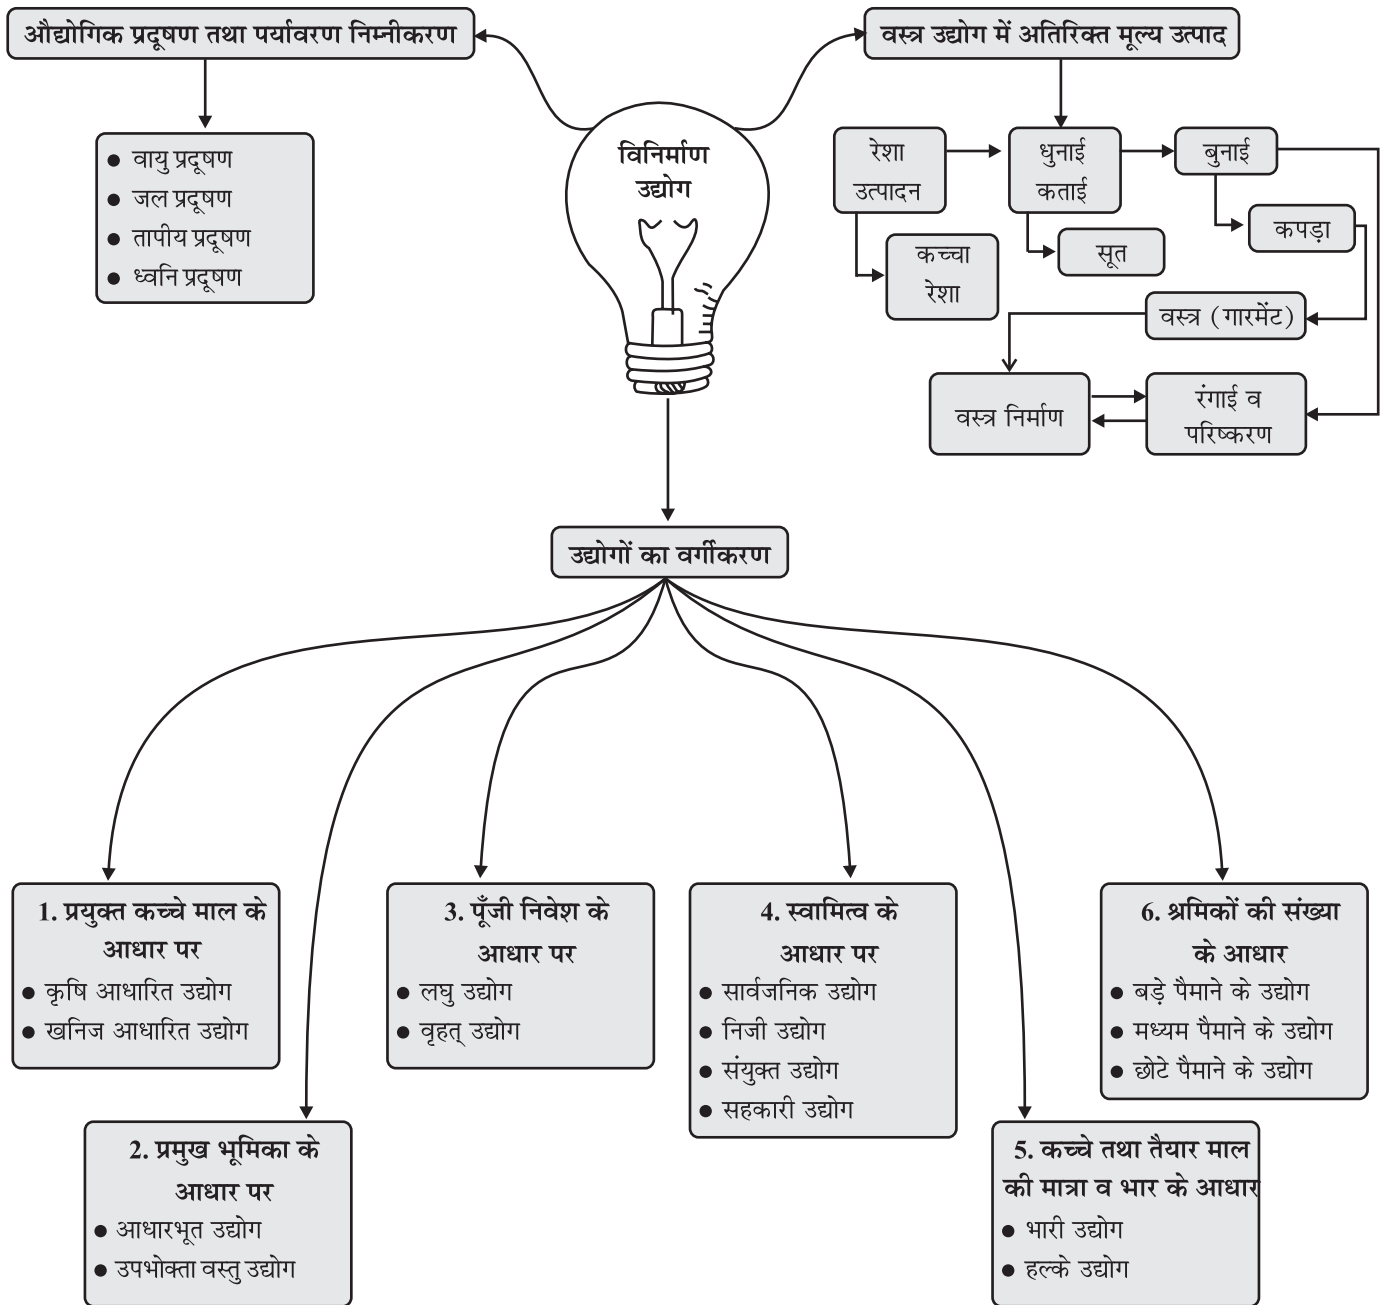 औद्योगिक प्रदूषण तथा पर्यावरण निम्नीकरण
वस्त्र उद्योग में अतिरिक्त मूल्य उत्पाद
● वायु प्रदूषण
● जल प्रदूषण
● तापीय प्रदूषण
● ध्वनि प्रदूषण
विनिर्माण
उद्योग
रेशा
उत्पादन
धुनाई
कताई
बुनाई
कच्चा
रेशा
सूत
कपड़ा
वस्त्र (गारमेंट)
वस्त्र निर्माण
रंगाई व
परिष्करण
उद्योगों का वर्गीकरण
1. प्रयुक्त कच्चे माल के
आधार पर
● कृषि आधारित उद्योग
● खनिज आधारित उद्योग
2. प्रमुख भूमिका के
आधार पर
● आधारभूत उद्योग
● उपभोक्ता वस्तु उद्योग
3. पूँजी निवेश के
आधार पर
● लघु उद्योग
● वृहत् उद्योग
4. स्वामित्व के
आधार पर
● सार्वजनिक उद्योग
● निजी उद्योग
● संयुक्त उद्योग
● सहकारी उद्योग
5. कच्चे तथा तैयार माल
की मात्रा व भार के आधार
● भारी उद्योग
● हल्के उद्योग
6. श्रमिकों की संख्या
के आधार
● बड़े पैमाने के उद्योग
● मध्यम पैमाने के उद्योग
● छोटे पैमाने के उद्योग